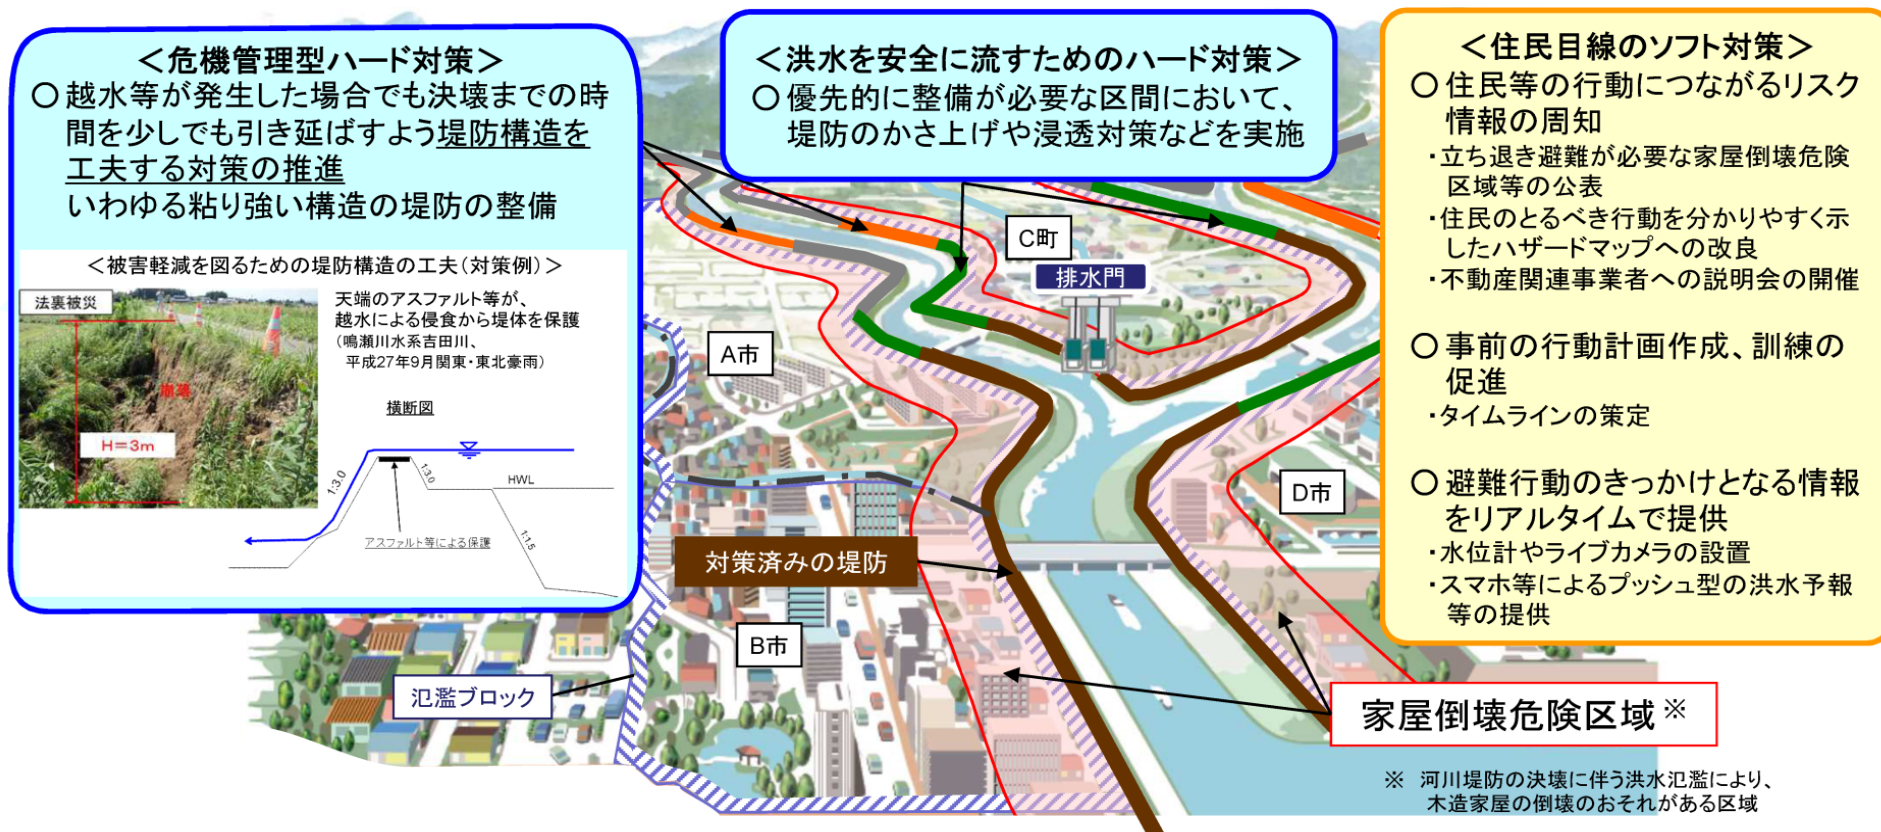 ＜危機管理型ハード対策＞
○越水等が発生した場合でも決壊までの時
間を少しでも引き延ばすよう堤防構造を
工夫する対策の推進
いわゆる粘り強い構造の堤防の整備
＜被害軽減を図るための堤防構造の工夫(対策例)＞
法裏被災
崩落
H＝3m
天端のアスファルト等が、
越水による侵食から堤体を保護
(鳴瀬川水系吉田川、
平成27年9月関東・東北豪雨)
横断図
1:3.0
1:3.0
HWL
1:1.5
アスファルト等による保護
＜洪水を安全に流すためのハード対策＞
○優先的に整備が必要な区間において、
堤防のかさ上げや浸透対策などを実施
C町
排水門
A市
D市
対策済みの堤防
B市
氾濫ブロック
＜住民目線のソフト対策＞
○住民等の行動につながるリスク
情報の周知
・立ち退き避難が必要な家屋倒壊危険
区域等の公表
・住民のとるべき行動を分かりやすく示
したハザードマップへの改良
・不動産関連事業者への説明会の開催
○事前の行動計画作成、訓練の
促進
・タイムラインの策定
○避難行動のきっかけとなる情報
をリアルタイムで提供
・水位計やライブカメラの設置
・スマホ等によるプッシュ型の洪水予報
等の提供
家屋倒壊危険区域※
※ 河川堤防の決壊に伴う洪水氾濫により、
木造家屋の倒壊のおそれがある区域